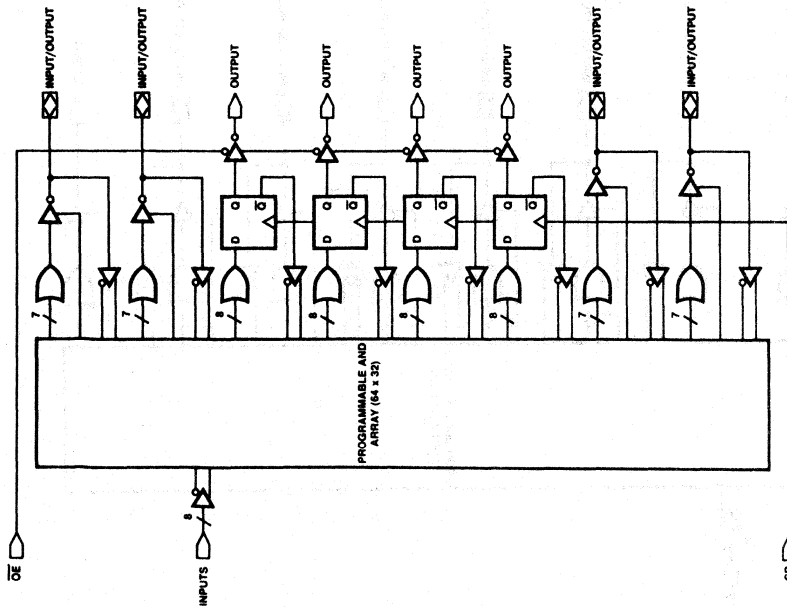 INPUT/OUTPUT
INPUT/OUTPUT
OUTPUT
OUTPUT
OUTPUT
OUTPUT
INPUT/OUTPUT
INPUT/OUTPUT
Q
Q̅
D
Q
Q̅
D
Q
Q̅
D
Q
Q̅
D
7
7
8
8
8
8
7
7
PROGRAMMABLE AND
ARRAY (64 x 32)
8
O̅E̅
INPUTS